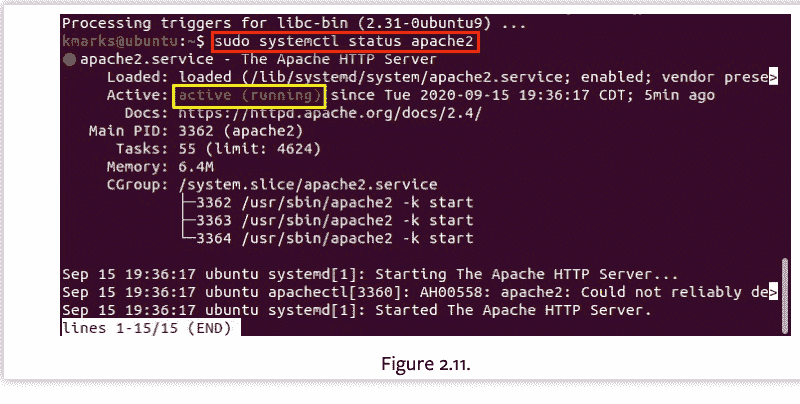 Processing triggers for libc-bin (2.31-0ubuntu9) ...
kmarks@ubuntu:~$ sudo systemctl status apache2
● apache2.service - The Apache HTTP Server
Loaded: loaded (/lib/systemd/system/apache2.service; enabled; vendor prese>
Active: active (running) since Tue 2020-09-15 19:36:17 CDT; 5min ago
Docs: https://httpd.apache.org/docs/2.4/
Main PID: 3362 (apache2)
Tasks: 55 (limit: 4624)
Memory: 6.4M
CGroup: /system.slice/apache2.service
├─3362 /usr/sbin/apache2 -k start
├─3363 /usr/sbin/apache2 -k start
└─3364 /usr/sbin/apache2 -k start
Sep 15 19:36:17 ubuntu systemd[1]: Starting The Apache HTTP Server...
Sep 15 19:36:17 ubuntu apachectl[3360]: AH00558: apache2: Could not reliably de>
Sep 15 19:36:17 ubuntu systemd[1]: Started The Apache HTTP Server.
lines 1-15/15 (END)
Figure 2.11.